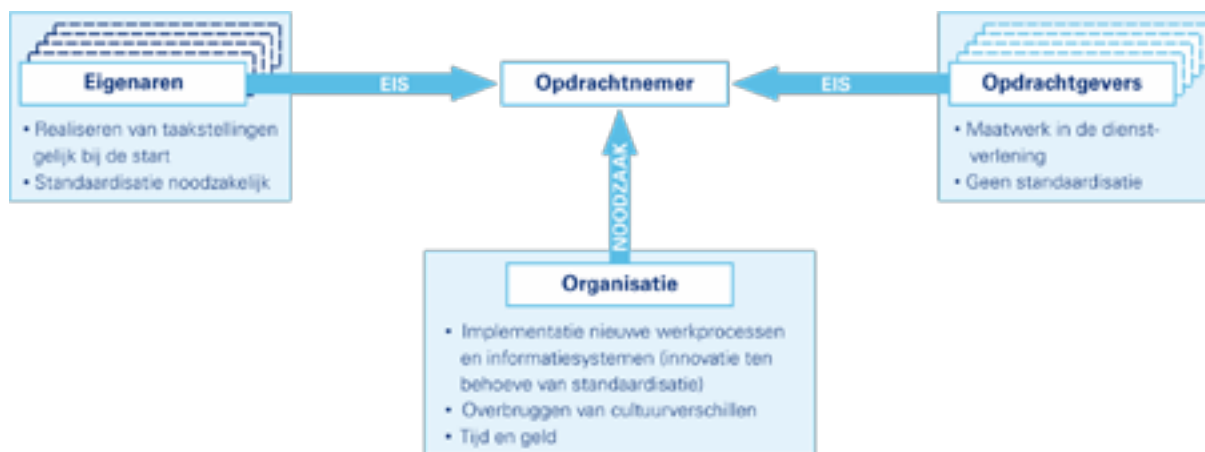 Eigenaren
EIS
Opdrachtnemer
EIS
Opdrachtgevers
• Realiseren van taakstellingen
gelijk bij de start
• Standaardisatie noodzakelijk
• Maatwerk in de dienst-
verlening
• Geen standaardisatie
NOODZAAK
Organisatie
• Implementatie nieuwe werkprocessen
en informatiesystemen (innovatie ten
behoeve van standaardisatie)
• Overbruggen van cultuurverschillen
• Tijd en geld